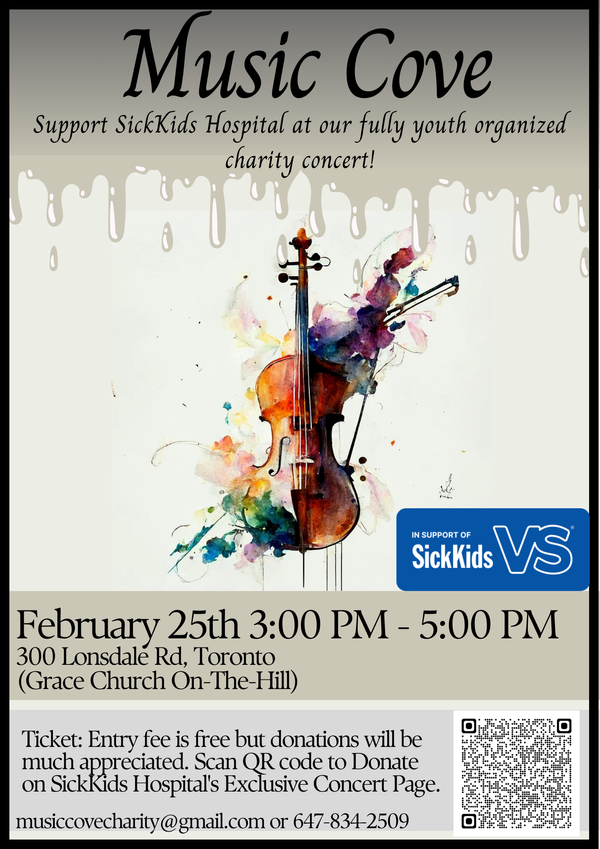 Music Cove
Support SickKids Hospital at our fully youth organized
charity concert!
IN SUPPORT OF
SickKids VS®
February 25th 3:00 PM - 5:00 PM
300 Lonsdale Rd, Toronto
(Grace Church On-The-Hill)
Ticket: Entry fee is free but donations will be
much appreciated. Scan QR code to Donate
on SickKids Hospital's Exclusive Concert Page.
musiccovecharity@gmail.com or 647-834-2509